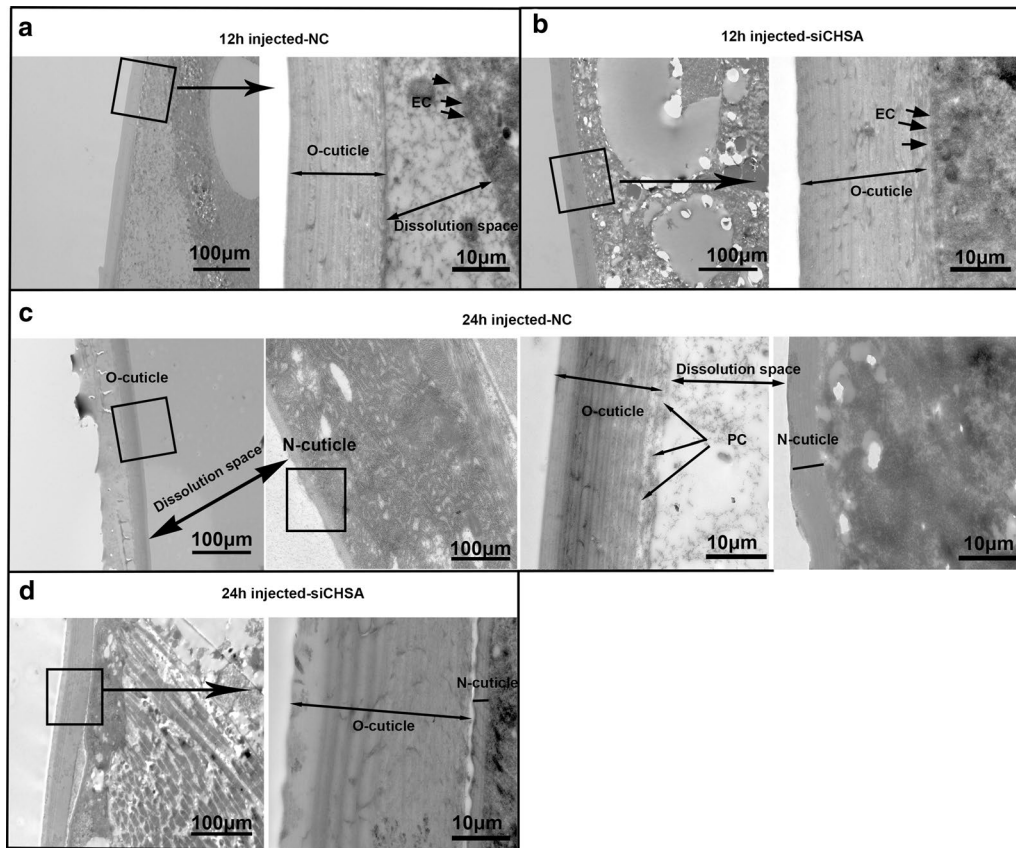 a
12h injected-NC
EC
O-cuticle
Dissolution space
100μm
10μm
b
12h injected-siCHSA
EC
O-cuticle
100μm
10μm
c
24h injected-NC
O-cuticle
Dissolution space
100μm
N-cuticle
100μm
O-cuticle
Dissolution space
PC
10μm
N-cuticle
10μm
d
24h injected-siCHSA
100μm
N-cuticle
O-cuticle
10μm